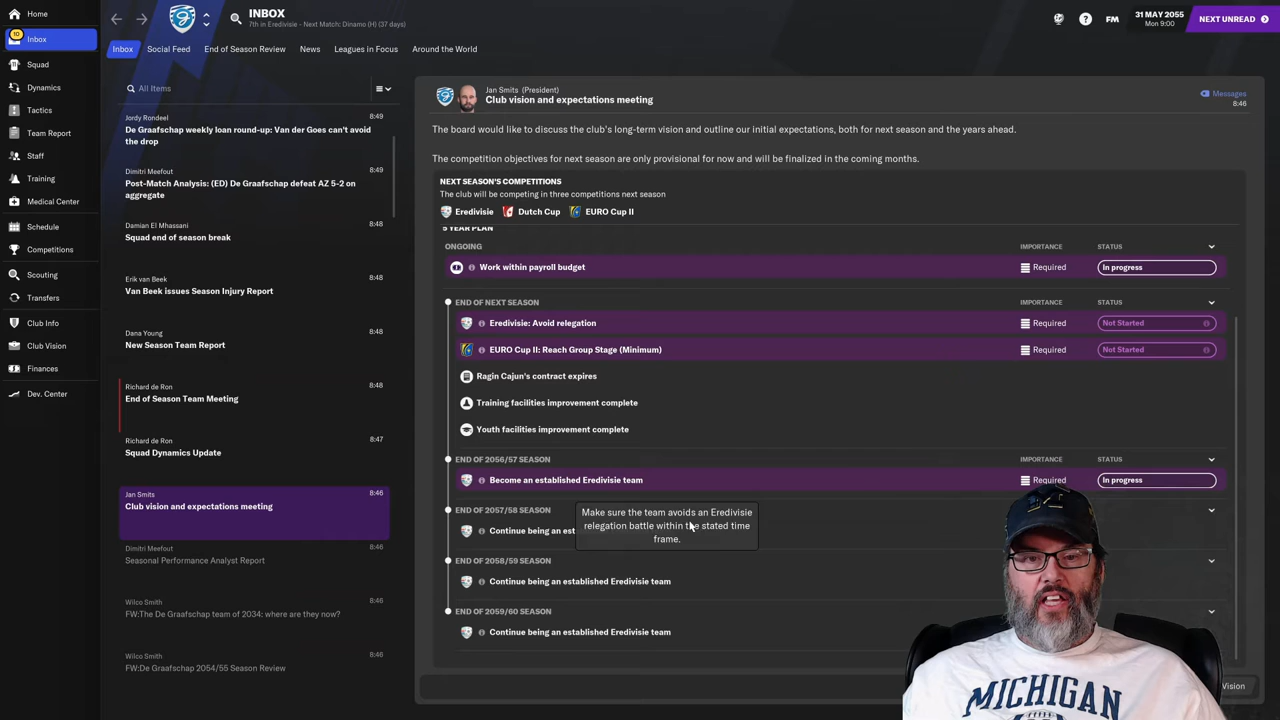 Home
10
Inbox
Squad
Dynamics
Tactics
Team Report
Staff
Training
Medical Center
Schedule
Competitions
Scouting
Transfers
Club Info
Club Vision
Finances
Dev. Center
INBOX
7th in Eredivisie - Next Match: Dinamo (H) (37 days)
?
FM
31 MAY 2055
Mon 9:00
NEXT UNREAD
Inbox
Social Feed
End of Season Review
News
Leagues in Focus
Around the World
All Items
Jordy Rondeel
8:49
De Graafschap weekly loan round-up: Van der Goes can't avoid
the drop
Dimitri Meefout
8:49
Post-Match Analysis: (ED) De Graafschap defeat AZ 5-2 on
aggregate
Damian El Mhassani
8:48
Squad end of season break
Erik van Beek
8:48
Van Beek issues Season Injury Report
Dana Young
8:48
New Season Team Report
Richard de Ron
8:48
End of Season Team Meeting
Richard de Ron
8:47
Squad Dynamics Update
Jan Smits
8:46
Club vision and expectations meeting
Dimitri Meefout
8:46
Seasonal Performance Analyst Report
Wilco Smith
8:46
FW:The De Graafschap team of 2034: where are they now?
Wilco Smith
8:46
FW:De Graafschap 2054/55 Season Review
Jan Smits (President)
Club vision and expectations meeting
Messages
8:46
The board would like to discuss the club's long-term vision and outline our initial expectations, both for next season and the years ahead.
The competition objectives for next season are only provisional for now and will be finalized in the coming months.
NEXT SEASON'S COMPETITIONS
The club will be competing in three competitions next season
Eredivisie
Dutch Cup
EURO Cup II
5 YEAR PLAN
ONGOING
IMPORTANCE
STATUS
Work within payroll budget
Required
In progress
END OF NEXT SEASON
IMPORTANCE
STATUS
Eredivisie: Avoid relegation
Required
Not Started
EURO Cup II: Reach Group Stage (Minimum)
Required
Not Started
Ragin Cajun's contract expires
Training facilities improvement complete
Youth facilities improvement complete
END OF 2056/57 SEASON
IMPORTANCE
STATUS
Become an established Eredivisie team
Required
In progress
END OF 2057/58 SEASON
Continue being an est
Make sure the team avoids an Eredivisie
relegation battle within the stated time
frame.
END OF 2058/59 SEASON
Continue being an established Eredivisie team
END OF 2059/60 SEASON
Continue being an established Eredivisie team
Vision
MICHIGAN